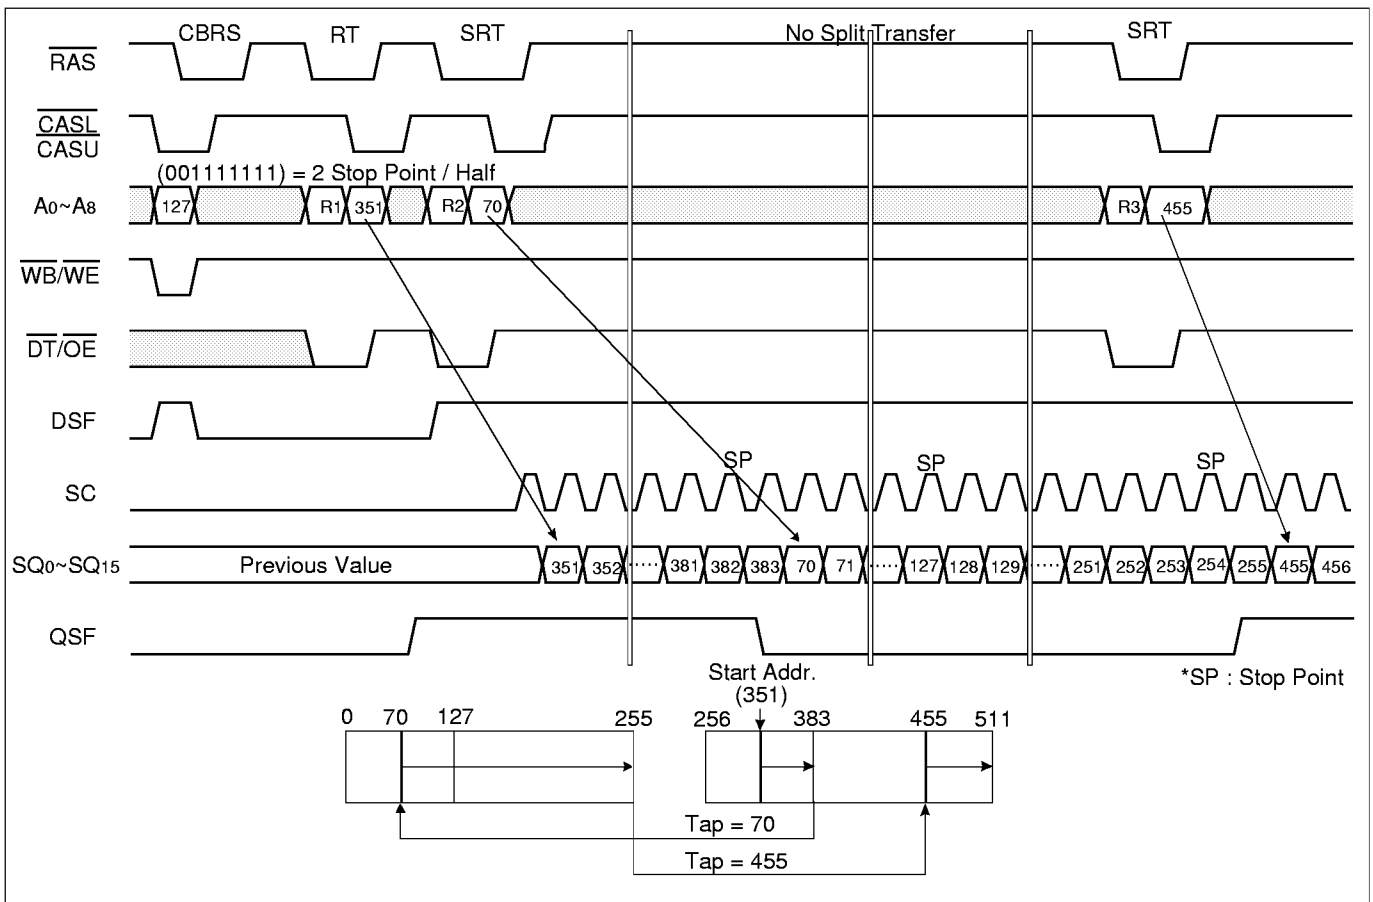 CBRS RT SRT No Split Transfer SRT
RAS
CASL
CASU
(001111111) = 2 Stop Point / Half
A0~A8 127 R1 351 R2 70 R3 455
WB/WE
DT/OE
DSF
SP SP SP
SC
SQ0~SQ15 Previous Value 351 352 ····· 381 382 383 70 71 ····· 127 128 129 ····· 251 252 253 254 255 455 456
QSF
Start Addr.
(351)
*SP : Stop Point
0 70 127 255 256 383 455 511
Tap = 70
Tap = 455